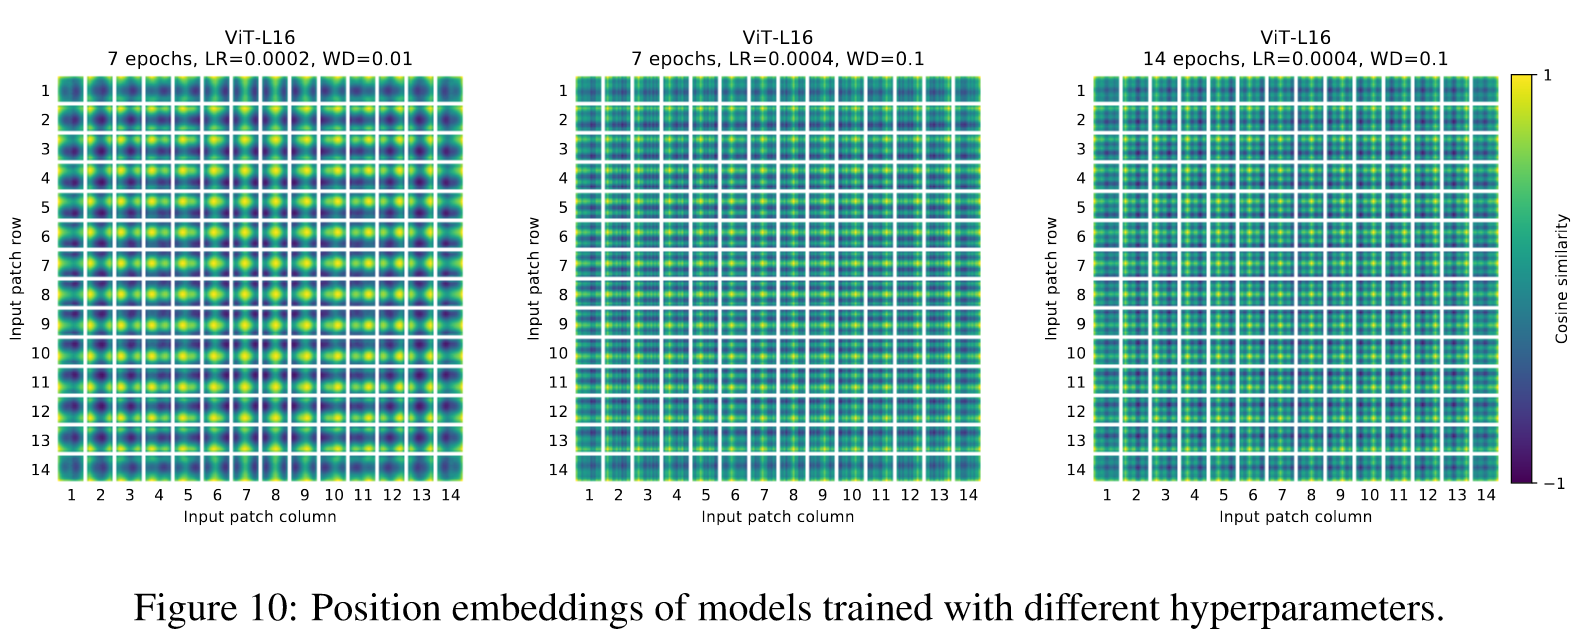 ViT-L16
7 epochs, LR=0.0002, WD=0.01
1
2
3
4
5
6
7
8
9
10
11
12
13
14
Input patch row
1 2 3 4 5 6 7 8 9 10 11 12 13 14
Input patch column
ViT-L16
7 epochs, LR=0.0004, WD=0.1
1
2
3
4
5
6
7
8
9
10
11
12
13
14
Input patch row
1 2 3 4 5 6 7 8 9 10 11 12 13 14
Input patch column
ViT-L16
14 epochs, LR=0.0004, WD=0.1
1
2
3
4
5
6
7
8
9
10
11
12
13
14
Input patch row
1 2 3 4 5 6 7 8 9 10 11 12 13 14
Input patch column
1
−1
Cosine similarity
Figure 10: Position embeddings of models trained with different hyperparameters.